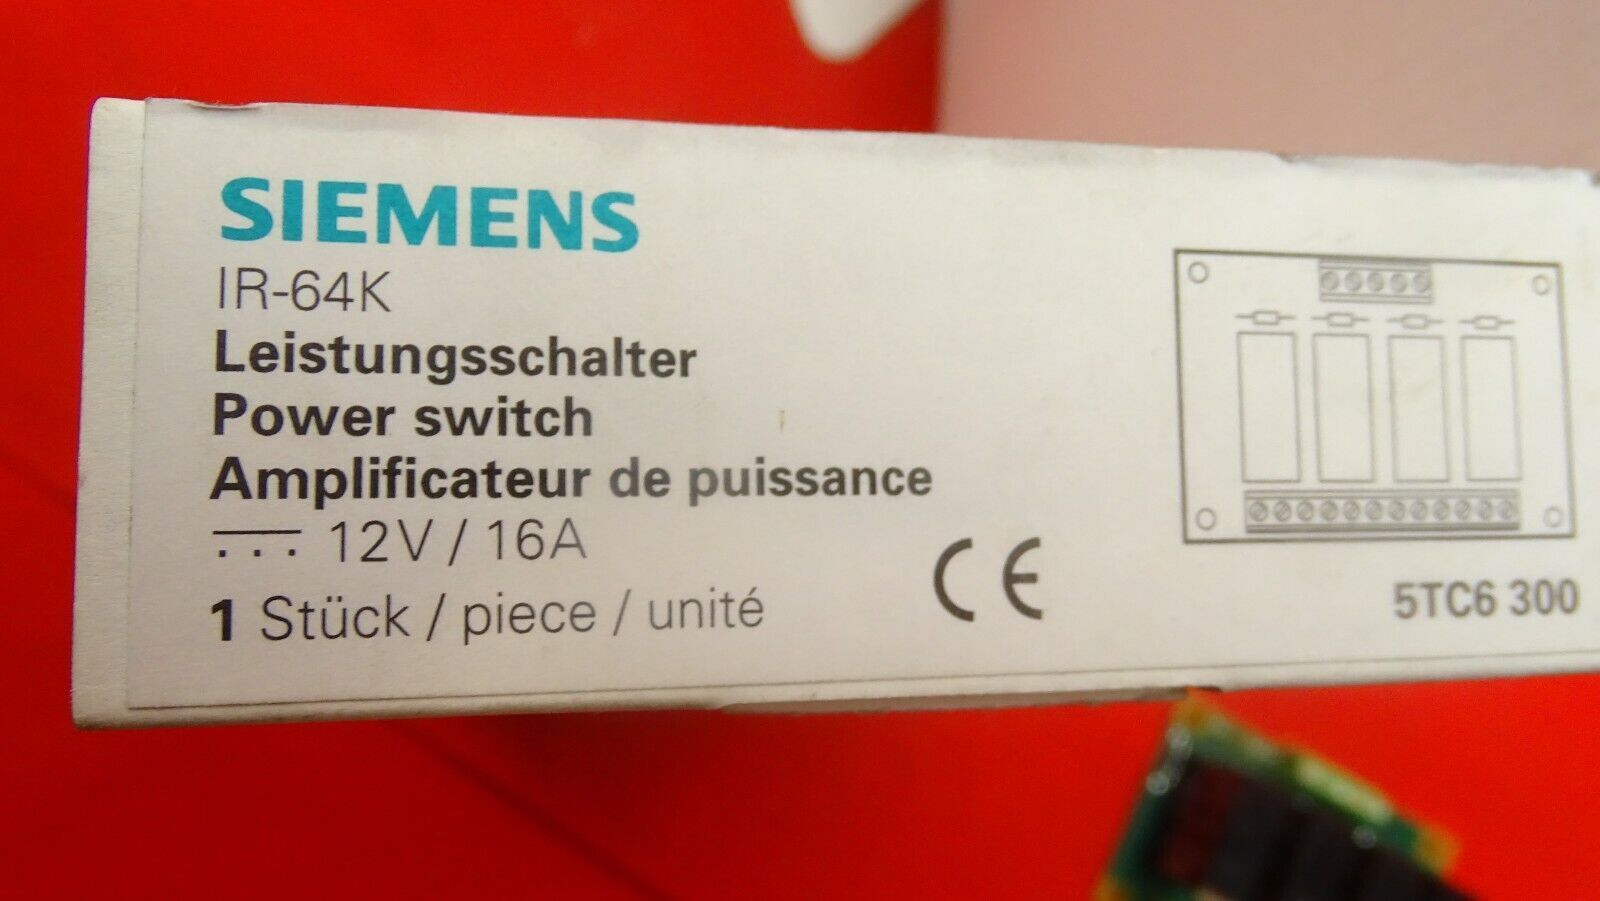 SIEMENS
IR-64K
Leistungsschalter
Power switch
Amplificateur de puissance
12V / 16A
1 Stück / piece / unité
CE
5TC6 300